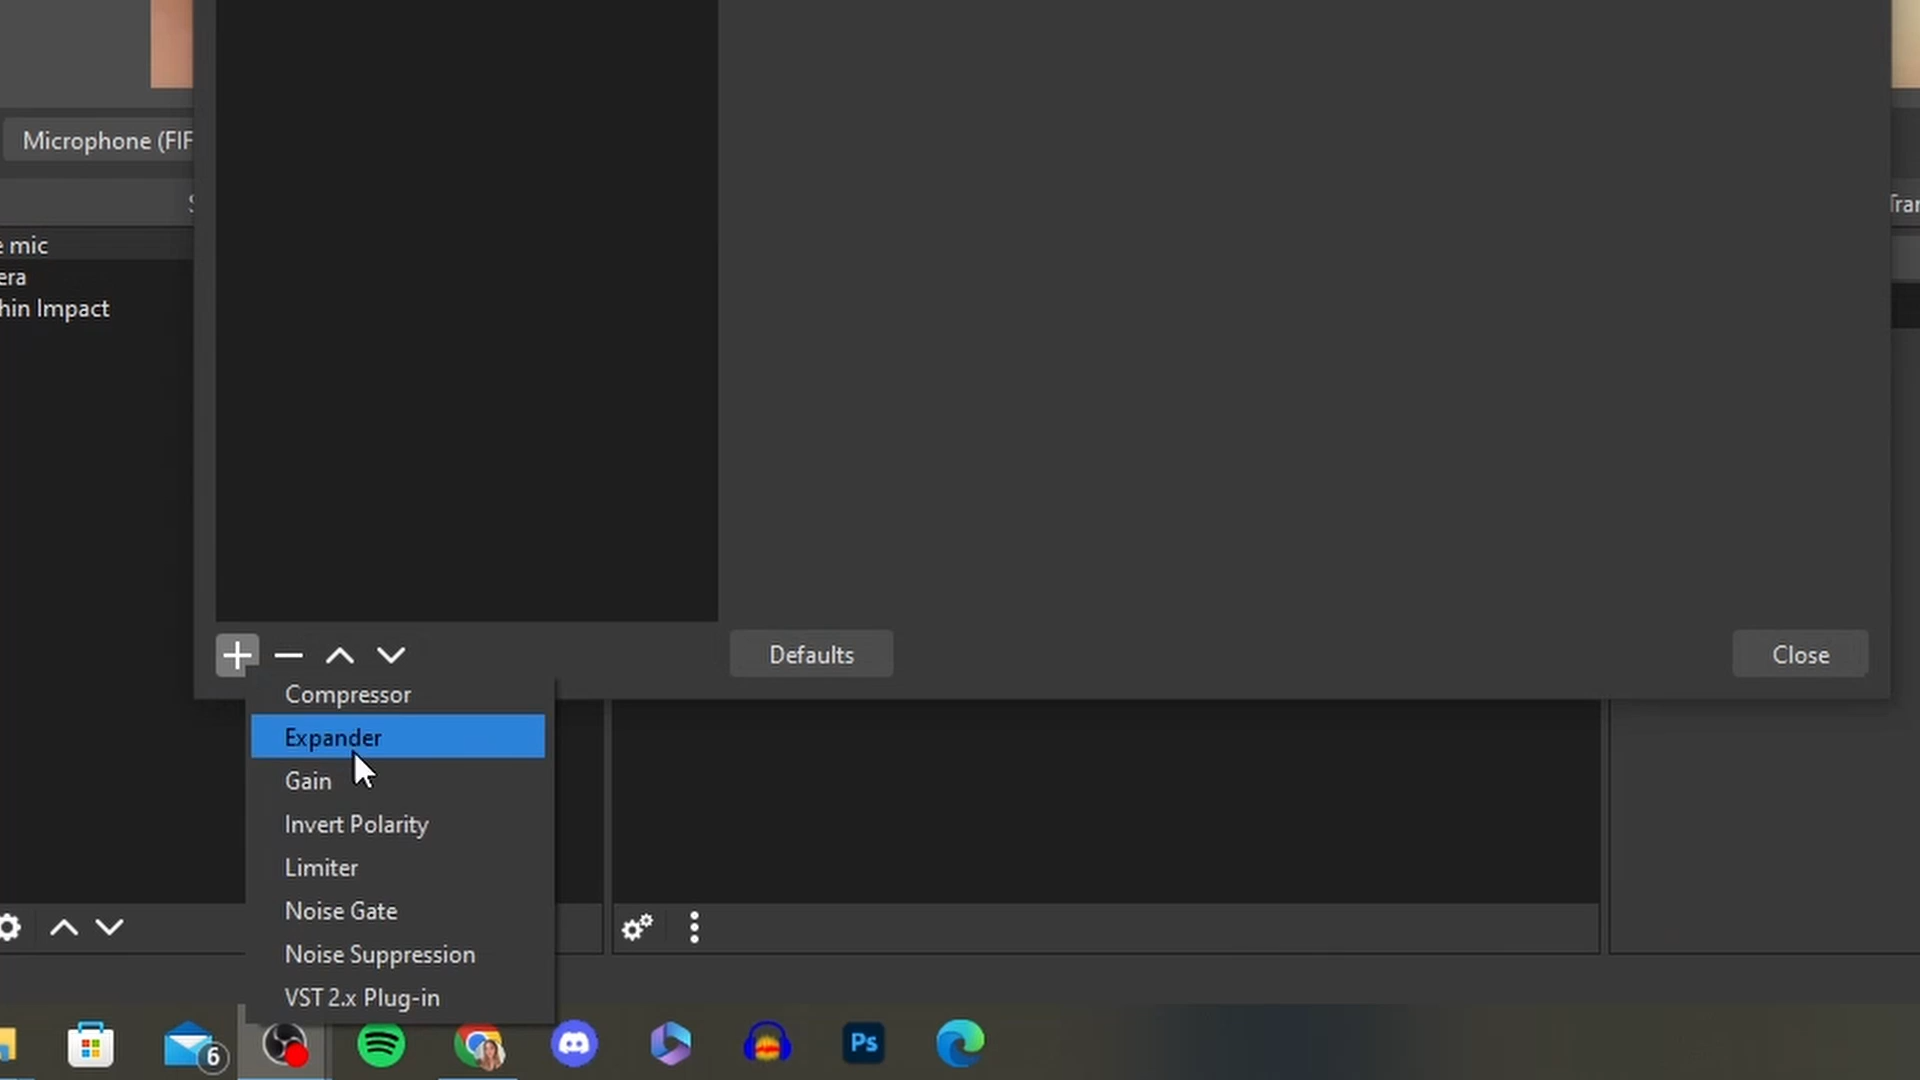 Microphone (FIF
e mic
era
hin Impact
Tran
Defaults
Close
Compressor
Expander
Gain
Invert Polarity
Limiter
Noise Gate
Noise Suppression
VST 2.x Plug-in
6
Ps